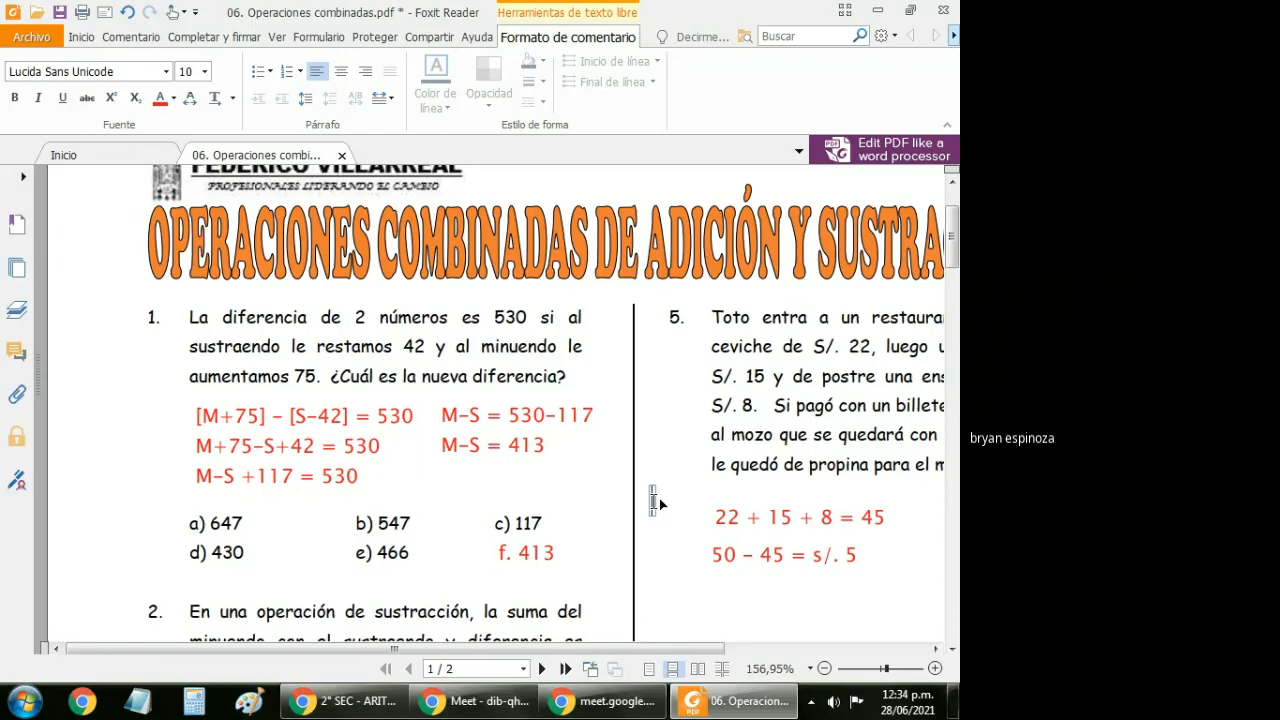 06. Operaciones combinadas.pdf * - Foxit Reader
Herramientas de texto libre
Archivo Inicio Comentario Completar y firmar Ver Formulario Proteger Compartir Ayuda Formato de comentario Decirme... Buscar
Lucida Sans Unicode 10
Color de línea
Opacidad
Inicio de línea
Final de línea
Fuente Párrafo Estilo de forma
Inicio
06. Operaciones combi...
Edit PDF like a
word processor
FEDERICO VILLARREAL
PROFESIONALES LIDERANDO EL CAMBIO
OPERACIONES COMBINADAS DE ADICIÓN Y SUSTRA
1. La diferencia de 2 números es 530 si al
sustraendo le restamos 42 y al minuendo le
aumentamos 75. ¿Cuál es la nueva diferencia?
[M+75] - [S-42] = 530
M+75-S+42 = 530
M-S +117 = 530
M-S = 530-117
M-S = 413
a) 647 b) 547 c) 117
d) 430 e) 466 f. 413
2. En una operación de sustracción, la suma del
minuendo con el sustraendo y diferencia es
5. Toto entra a un restaura
ceviche de S/. 22, luego u
S/. 15 y de postre una ens
S/. 8. Si pagó con un billete
al mozo que se quedará con
le quedó de propina para el m
22 + 15 + 8 = 45
50 - 45 = s/. 5
bryan espinoza
1 / 2
156,95%
2° SEC - ARIT...
Meet - dib-qh...
meet.google....
06. Operacion...
12:34 p.m.
28/06/2021